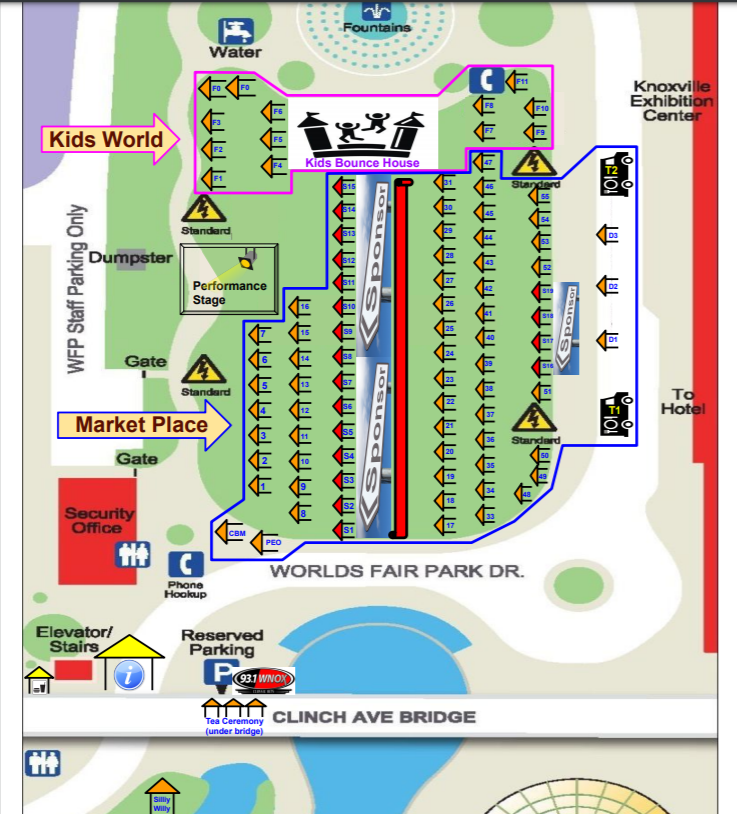 Water
Fountains
Knoxville
Exhibition
Center
Kids World
F0
F0
F3
F2
F1
F6
F5
F4
Kids Bounce House
F11
F8
F10
F7
F9
Standard
Dumpster
Performance
Stage
WFP Staff Parking Only
Gate
Standard
Market Place
Gate
7
6
5
4
3
2
1
16
15
14
13
12
11
10
9
8
S15
S14
S13
S12
S11
S10
S9
S8
S7
S6
S5
S4
S3
S2
S1
Sponsor
Sponsor
31
30
29
28
27
26
25
24
23
22
21
20
19
18
17
47
46
45
44
43
42
41
40
39
38
37
36
35
34
33
Standard
55
54
53
52
S19
S18
S17
S16
51
Sponsor
Standard
50
49
48
T2
D3
D2
D1
T1
To
Hotel
Security
Office
CBM
PEO
Phone
Hookup
WORLDS FAIR PARK DR.
Elevator/
Stairs
i
Reserved
Parking
P
93.1 WNOX
Tea Ceremony
(under bridge)
CLINCH AVE BRIDGE
Silly
Willy